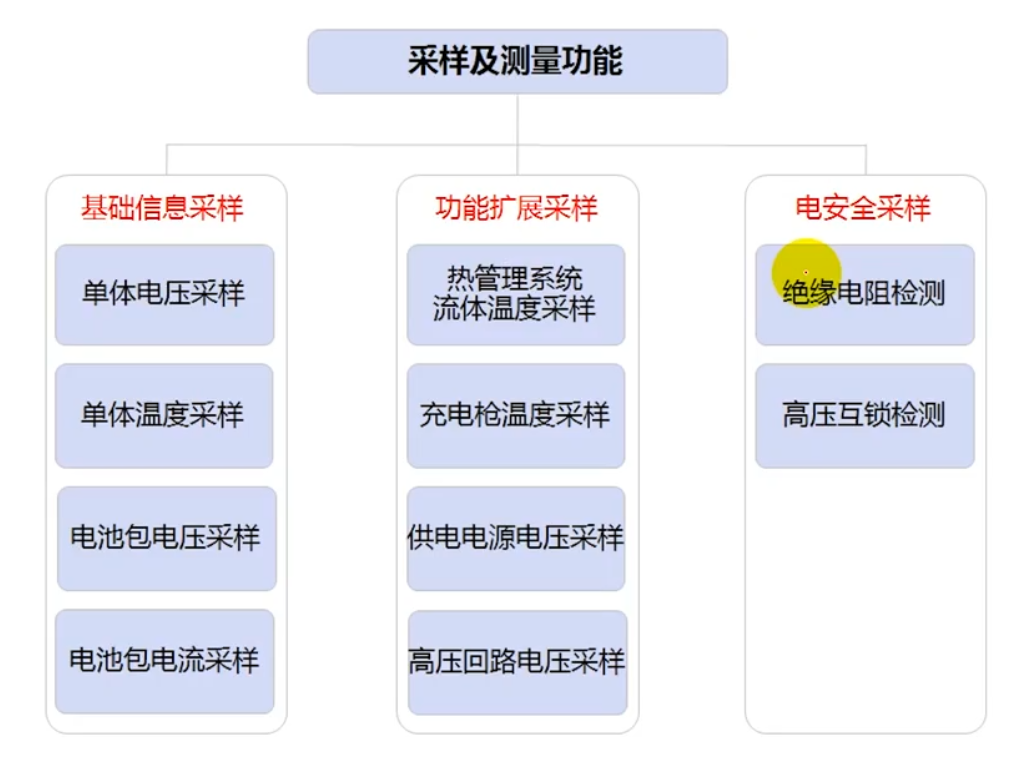 采样及测量功能
基础信息采样
单体电压采样
单体温度采样
电池包电压采样
电池包电流采样
功能扩展采样
热管理系统
流体温度采样
充电枪温度采样
供电电源电压采样
高压回路电压采样
电安全采样
绝缘电阻检测
高压互锁检测